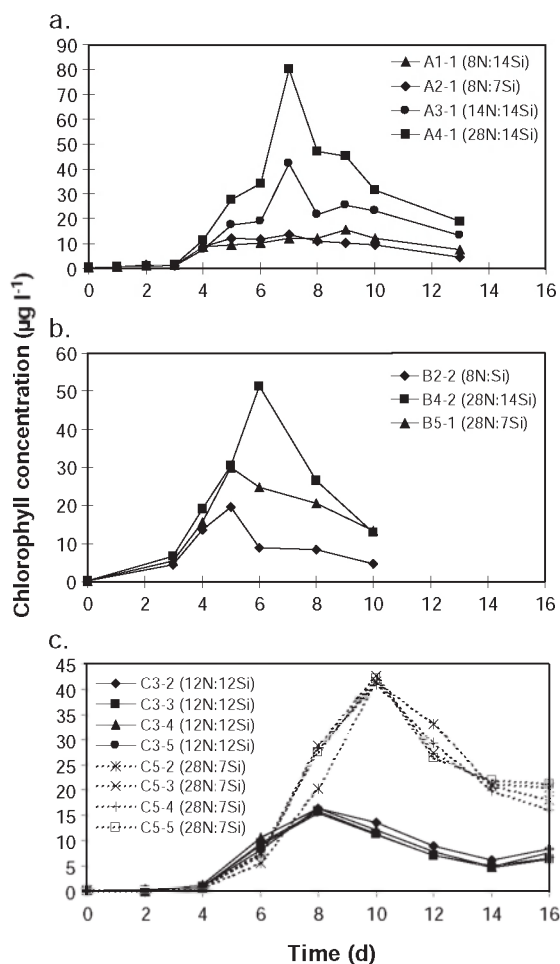 a.
90
80
70
60
50
40
30
20
10
0
0 2 4 6 8 10 12 14 16
A1-1 (8N:14Si)
A2-1 (8N:7Si)
A3-1 (14N:14Si)
A4-1 (28N:14Si)
b.
60
50
40
30
20
10
0
0 2 4 6 8 10 12 14 16
B2-2 (8N:Si)
B4-2 (28N:14Si)
B5-1 (28N:7Si)
Chlorophyll concentration (µg l-1)
c.
45
40
35
30
25
20
15
10
5
0
0 2 4 6 8 10 12 14 16
C3-2 (12N:12Si)
C3-3 (12N:12Si)
C3-4 (12N:12Si)
C3-5 (12N:12Si)
C5-2 (28N:7Si)
C5-3 (28N:7Si)
C5-4 (28N:7Si)
C5-5 (28N:7Si)
Time (d)